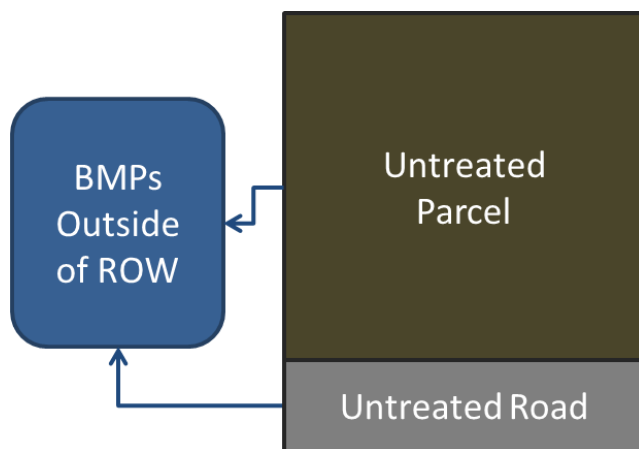 BMPs
Outside
of ROW
Untreated
Parcel
Untreated Road